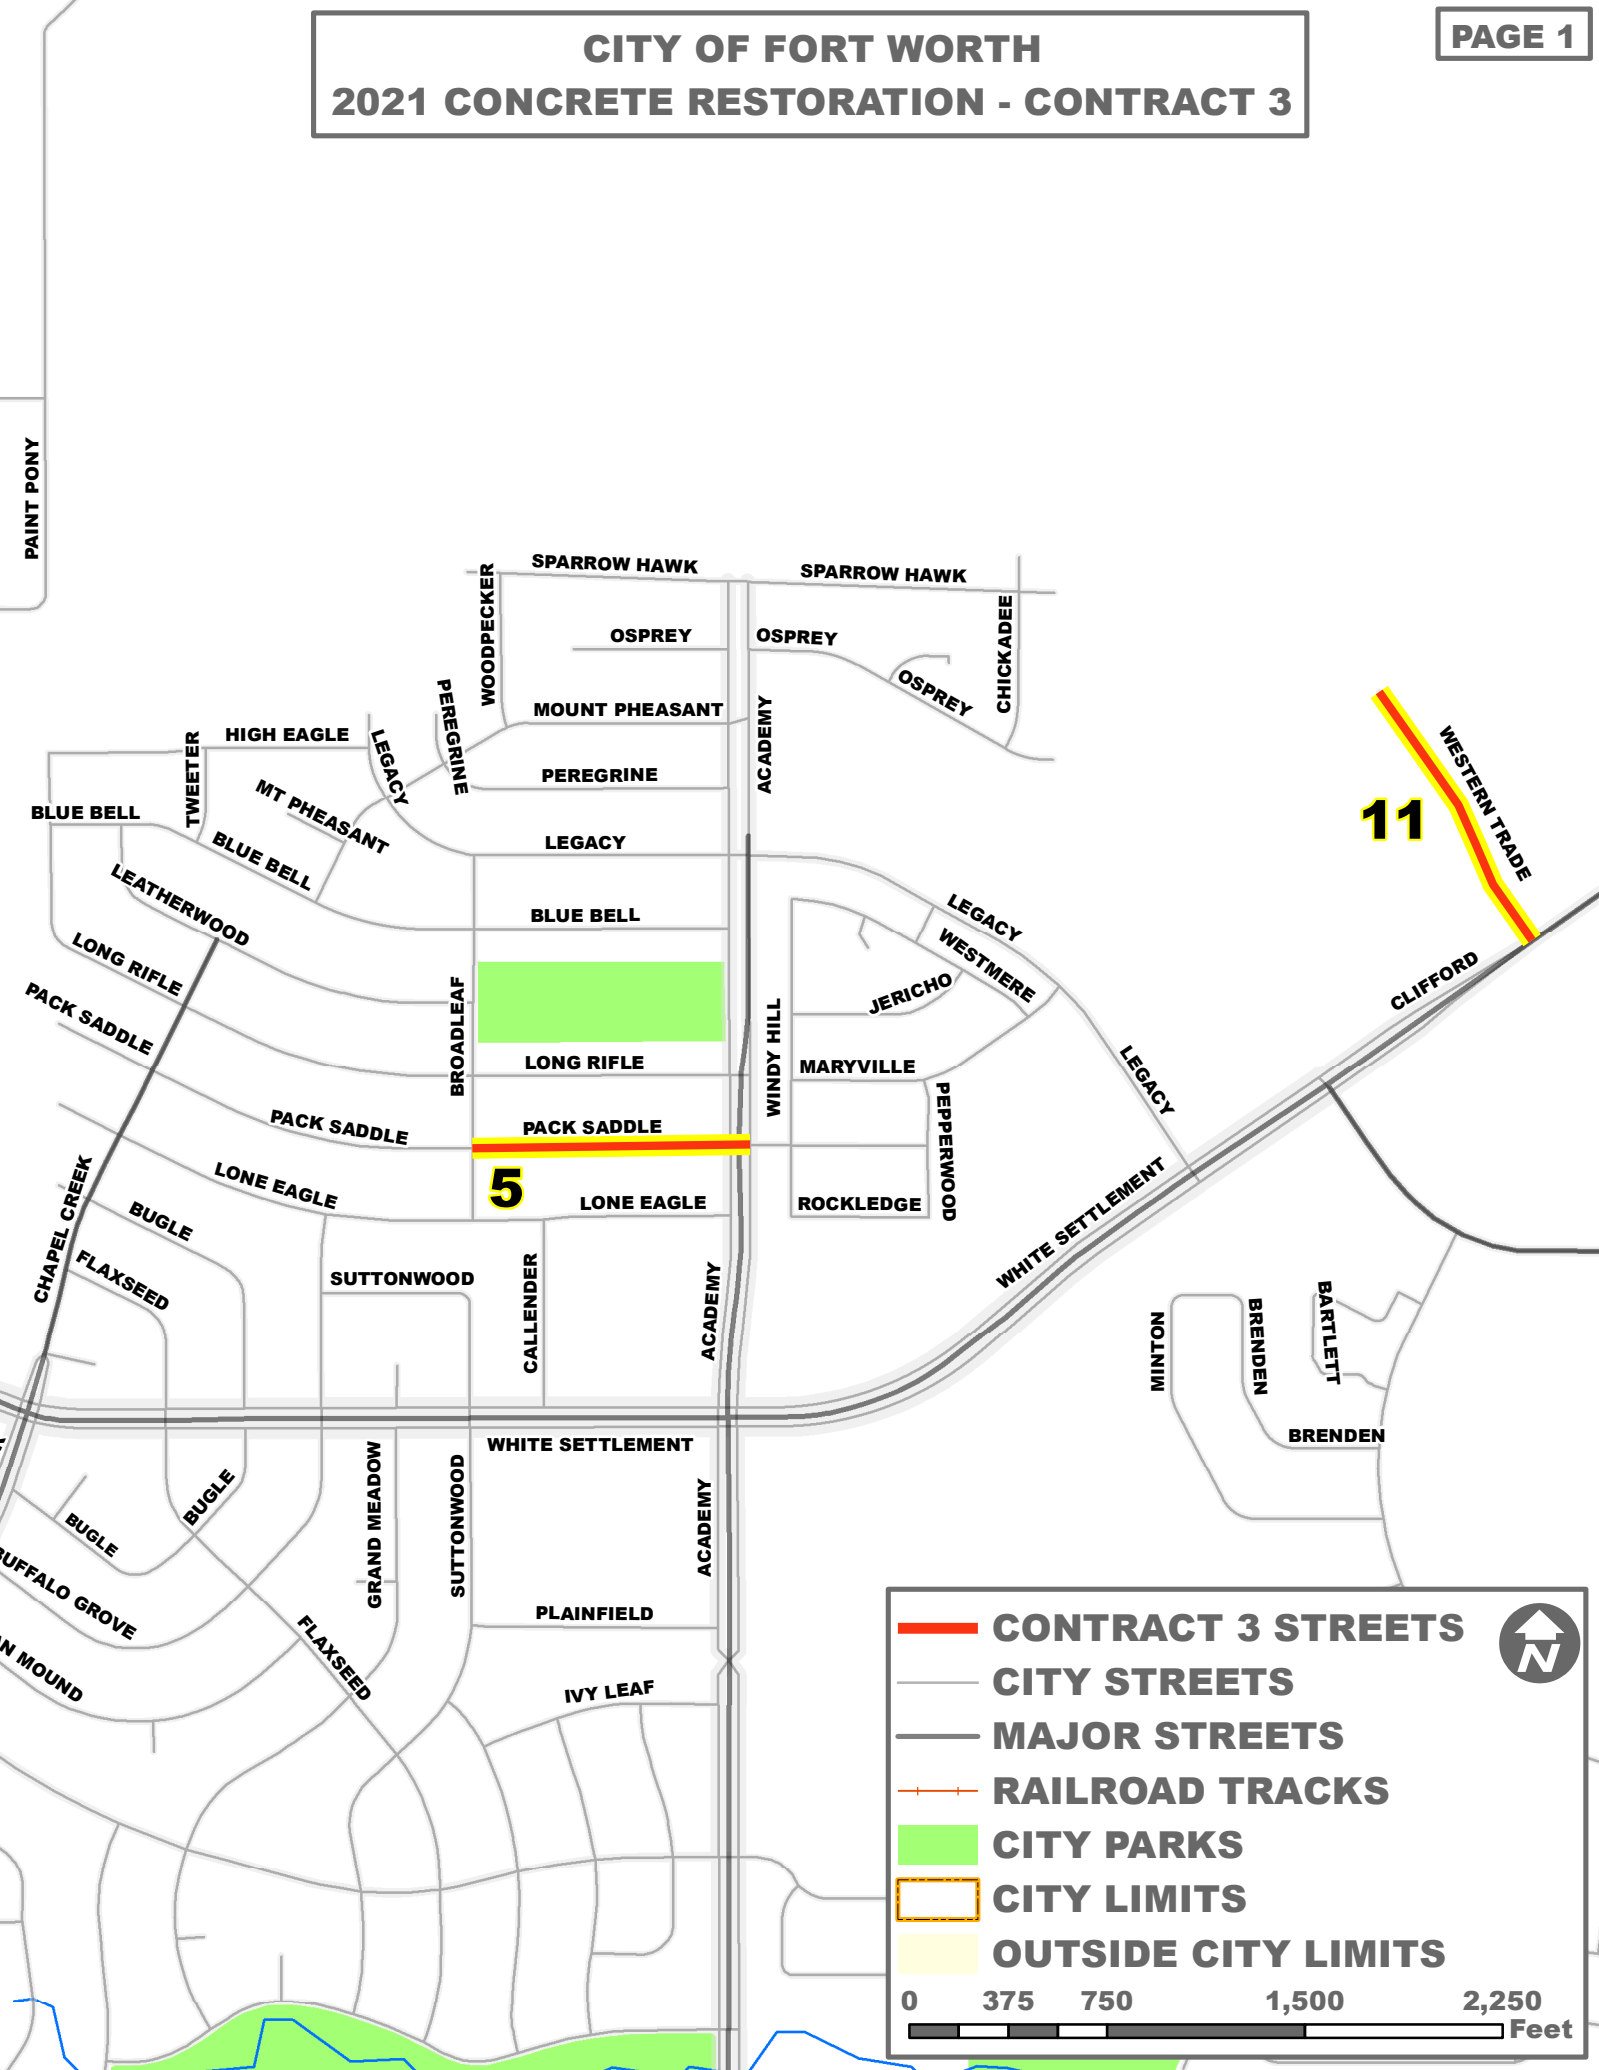 CITY OF FORT WORTH
2021 CONCRETE RESTORATION - CONTRACT 3
PAGE 1
PAINT PONY
SPARROW HAWK
SPARROW HAWK
WOODPECKER
OSPREY
OSPREY
OSPREY
CHICKADEE
PEREGRINE
MOUNT PHEASANT
ACADEMY
HIGH EAGLE
TWEETER
LEGACY
PEREGRINE
MT PHEASANT
BLUE BELL
BLUE BELL
LEGACY
WESTERN TRADE
11
LEATHERWOOD
BLUE BELL
LEGACY
WESTMERE
LONG RIFLE
PACK SADDLE
BROADLEAF
JERICHO
CLIFFORD
WINDY HILL
LONG RIFLE
MARYVILLE
LEGACY
PEPPERWOOD
PACK SADDLE
PACK SADDLE
5
LONE EAGLE
LONE EAGLE
ROCKLEDGE
WHITE SETTLEMENT
CHAPEL CREEK
BUGLE
FLAXSEED
SUTTONWOOD
CALLENDER
ACADEMY
MINTON
BRENDEN
BARTLETT
BRENDEN
WHITE SETTLEMENT
GRAND MEADOW
SUTTONWOOD
ACADEMY
BUGLE
BUGLE
BUFFALO GROVE
AN MOUND
FLAXSEED
PLAINFIELD
IVY LEAF
CONTRACT 3 STREETS
N
CITY STREETS
MAJOR STREETS
RAILROAD TRACKS
CITY PARKS
CITY LIMITS
OUTSIDE CITY LIMITS
0 375 750 1,500 2,250
Feet